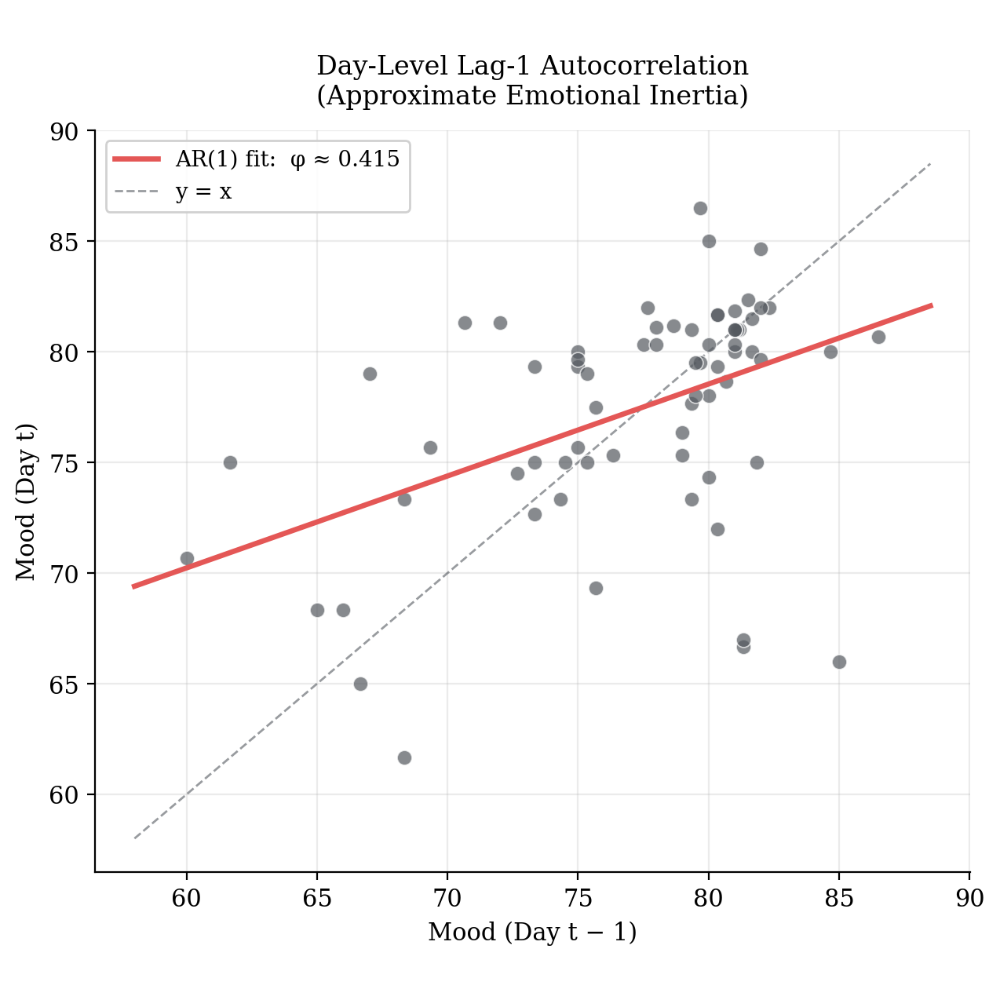 Day-Level Lag-1 Autocorrelation
(Approximate Emotional Inertia)
AR(1) fit:  φ ≈ 0.415
y = x
90
85
80
75
70
65
60
Mood (Day t)
60 65 70 75 80 85 90
Mood (Day t − 1)